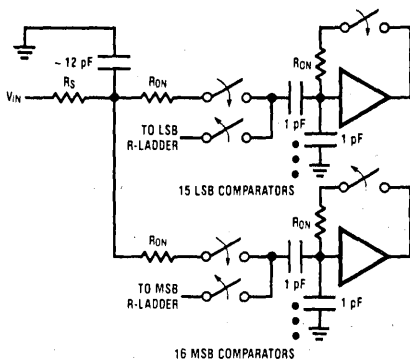 RON
~ 12 pF
RS
RON
VIN
1 pF
TO LSB
R-LADDER
1 pF
15 LSB COMPARATORS
RON
RON
1 pF
TO MSB
R-LADDER
1 pF
16 MSB COMPARATORS